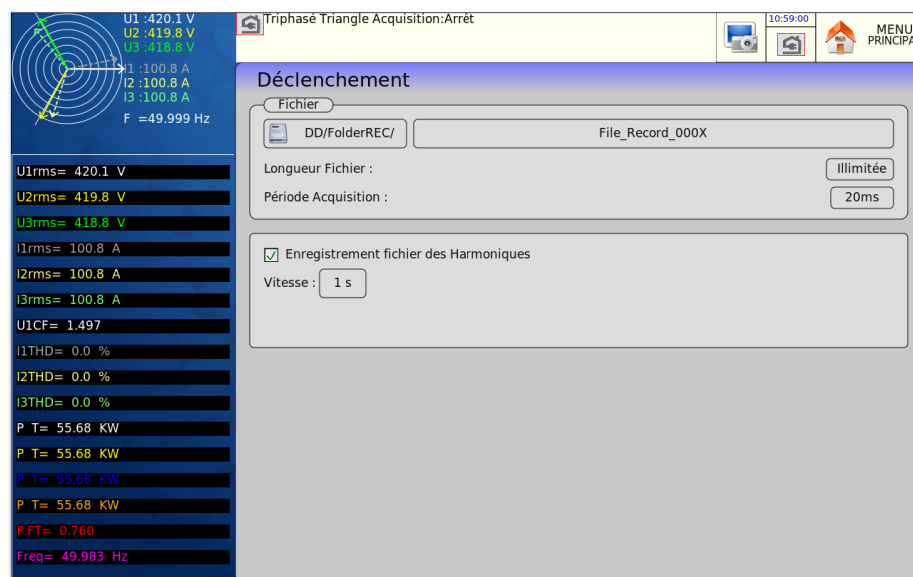 U1 :420.1 V
U2 :419.8 V
U3 :418.8 V
I1 :100.8 A
I2 :100.8 A
I3 :100.8 A
F =49.999 Hz
Triphasé Triangle Acquisition:Arrêt
10:59:00
MENU
PRINCIPA
U1rms= 420.1 V
U2rms= 419.8 V
U3rms= 418.8 V
I1rms= 100.8 A
I2rms= 100.8 A
I3rms= 100.8 A
U1CF= 1.497
I1THD= 0.0 %
I2THD= 0.0 %
I3THD= 0.0 %
P T= 55.68 KW
P T= 55.68 KW
P T= 55.68 KW
P T= 55.68 KW
P.FT= 0.760
Freq= 49.983 Hz
Déclenchement
Fichier
DD/FolderREC/ File_Record_000X
Longueur Fichier : Illimitée
Période Acquisition : 20ms
Enregistrement fichier des Harmoniques
Vitesse : 1 s